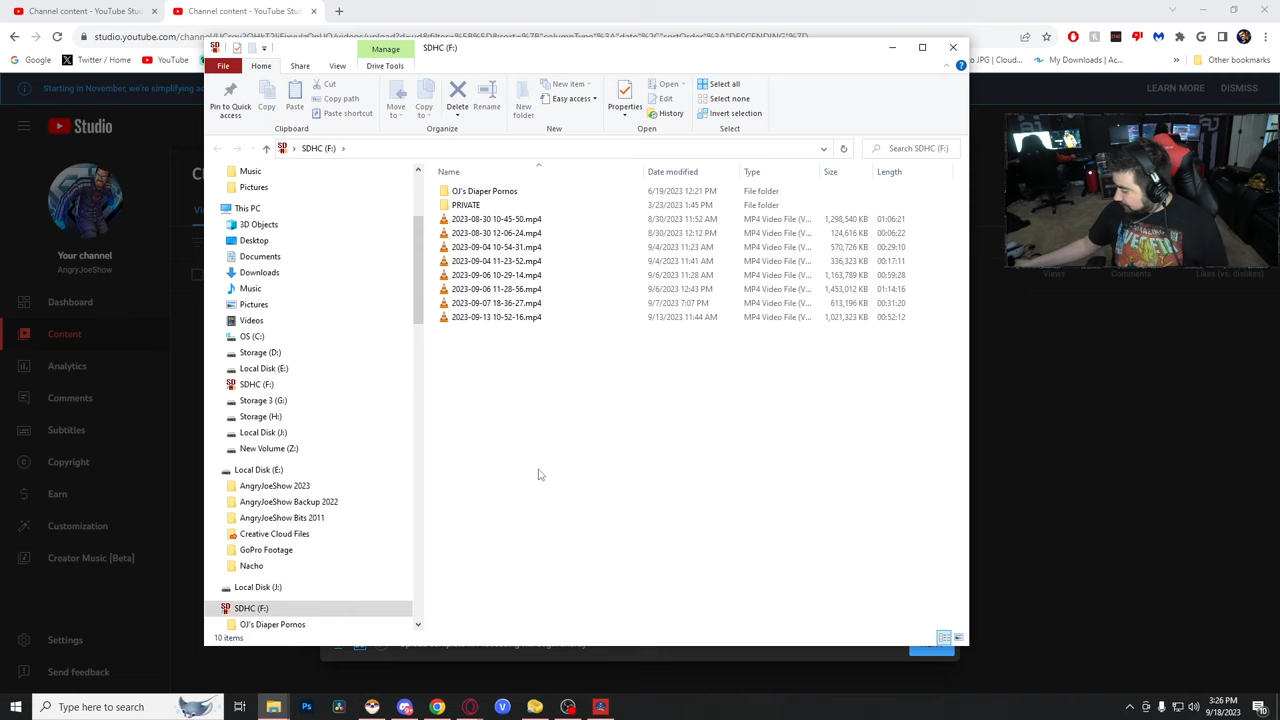 Channel content - YouTube Stud
Channel content - YouTube Stud
studio.youtube.com/
Google
Twitter / Home
YouTube
to JPG | Cloud...
My Downloads | Ac...
Other bookmarks
Starting in November, we're simplifying ac
LEARN MORE
DISMISS
Studio
Your channel
AngryJoeShow
Dashboard
Content
Analytics
Comments
Subtitles
Copyright
Earn
Customization
Creator Music [Beta]
Settings
Send feedback
Manage
SDHC (F:)
File
Home
Share
View
Drive Tools
Pin to Quick
access
Copy
Paste
Cut
Copy path
Paste shortcut
Clipboard
Move
to
Copy
to
Delete
Rename
Organize
New
folder
New item
Easy access
New
Properties
Open
Edit
History
Open
Select all
Select none
Invert selection
Select
SDHC (F:)
Search SDHC (F:)
Music
Pictures
This PC
3D Objects
Desktop
Documents
Downloads
Music
Pictures
Videos
OS (C:)
Storage (D:)
Local Disk (E:)
SDHC (F:)
Storage 3 (G:)
Storage (H:)
Local Disk (J:)
New Volume (Z:)
Local Disk (E:)
AngryJoeShow 2023
AngryJoeShow Backup 2022
AngryJoeShow Bits 2011
Creative Cloud Files
GoPro Footage
Nacho
Local Disk (J:)
SDHC (F:)
OJ's Diaper Pornos
Name Date modified Type Size Length
OJ's Diaper Pornos 6/19/2023 12:21 PM File folder
PRIVATE 3/23/2023 1:45 PM File folder
2023-08-30 10-45-50.mp4 8/30/2023 11:52 AM MP4 Video File (V... 1,298,540 KB 01:06:21
2023-08-30 12-06-24.mp4 8/30/2023 12:12 PM MP4 Video File (V... 124,616 KB 00:06:22
2023-09-04 10-54-31.mp4 9/4/2023 11:23 AM MP4 Video File (V... 570,726 KB 00:29:10
2023-09-04 11-23-52.mp4 9/4/2023 11:41 AM MP4 Video File (V... 336,323 KB 00:17:11
2023-09-06 10-29-14.mp4 9/6/2023 11:28 AM MP4 Video File (V... 1,163,789 KB 00:59:28
2023-09-06 11-28-56.mp4 9/6/2023 12:43 PM MP4 Video File (V... 1,453,012 KB 01:14:16
2023-09-07 18-36-27.mp4 9/7/2023 7:07 PM MP4 Video File (V... 613,196 KB 00:31:20
2023-09-13 10-52-16.mp4 9/13/2023 11:44 AM MP4 Video File (V... 1,021,323 KB 00:52:12
10 items
Views
Comments
Likes (vs. dislikes)
Type here to search
3:26 PM
9/18/2023